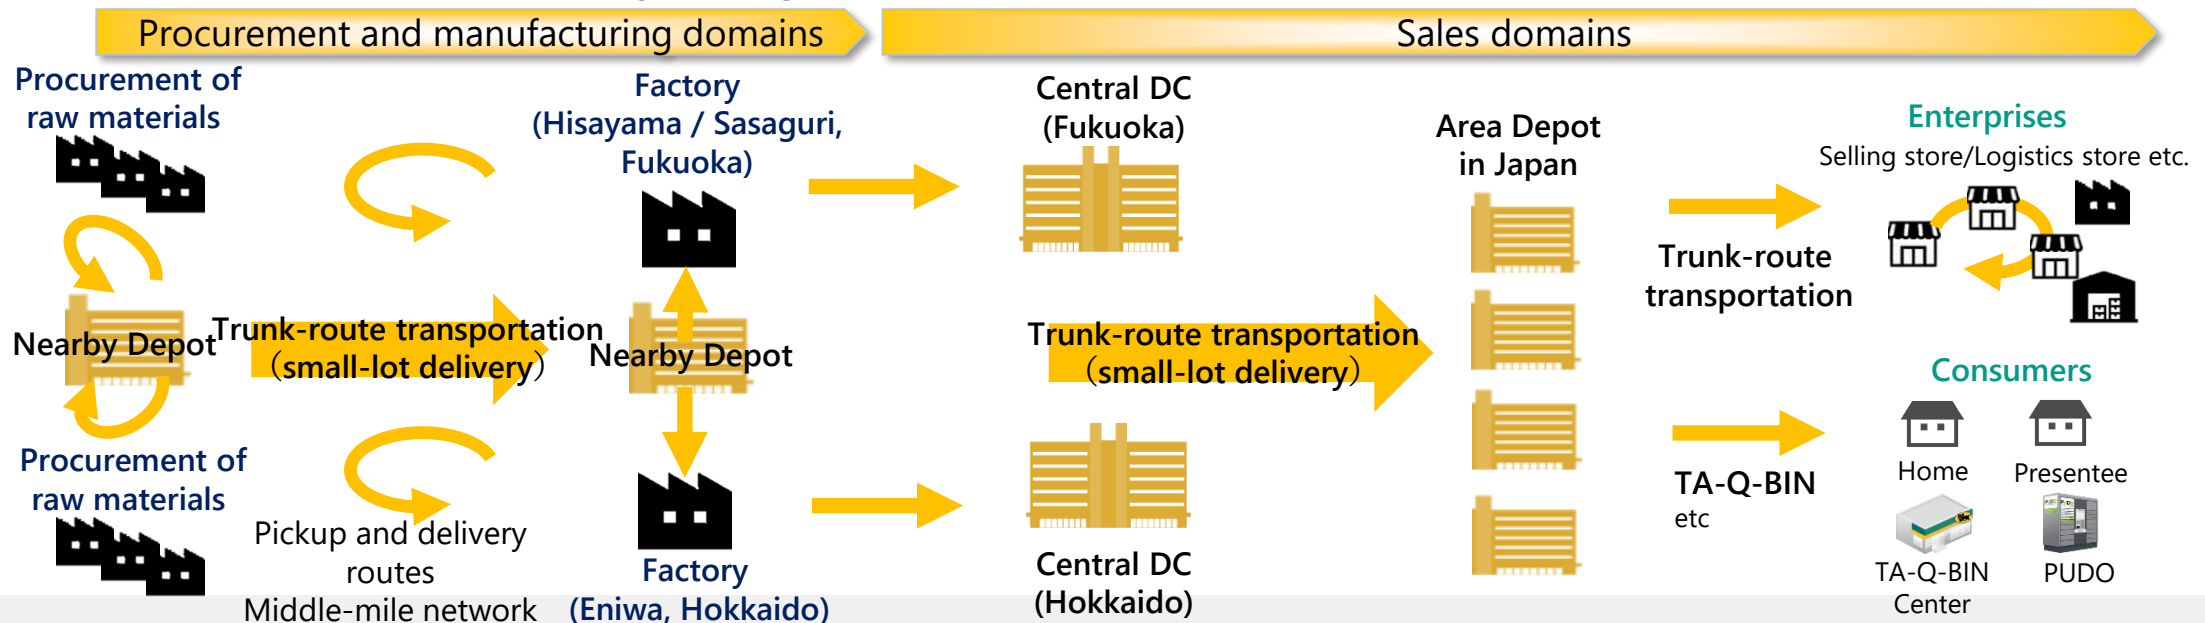 Procurement and manufacturing domains
Sales domains
Procurement of
raw materials
Factory
(Hisayama / Sasaguri,
Fukuoka)
Central DC
(Fukuoka)
Area Depot
in Japan
Enterprises
Selling store/Logistics store etc.
Trunk-route
transportation
Nearby Depot
Trunk-route transportation
（small-lot delivery）
Nearby Depot
Trunk-route transportation
（small-lot delivery）
Consumers
Home
Presentee
TA-Q-BIN
etc
TA-Q-BIN
Center
PUDO
Procurement of
raw materials
Pickup and delivery
routes
Middle-mile network
Factory
(Eniwa, Hokkaido)
Central DC
(Hokkaido)